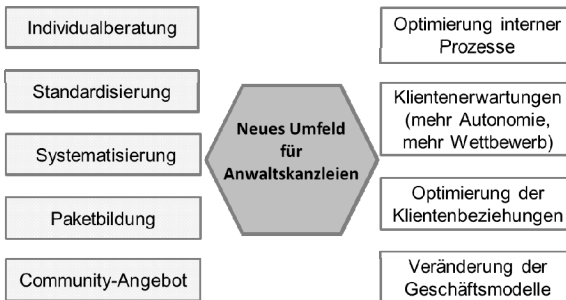 Individualberatung
Standardisierung
Systematisierung
Paketbildung
Community-Angebot
Neues Umfeld
für
Anwaltskanzleien
Optimierung interner
Prozesse
Klientenerwartungen
(mehr Autonomie,
mehr Wettbewerb)
Optimierung der
Klientenbeziehungen
Veränderung der
Geschäftsmodelle